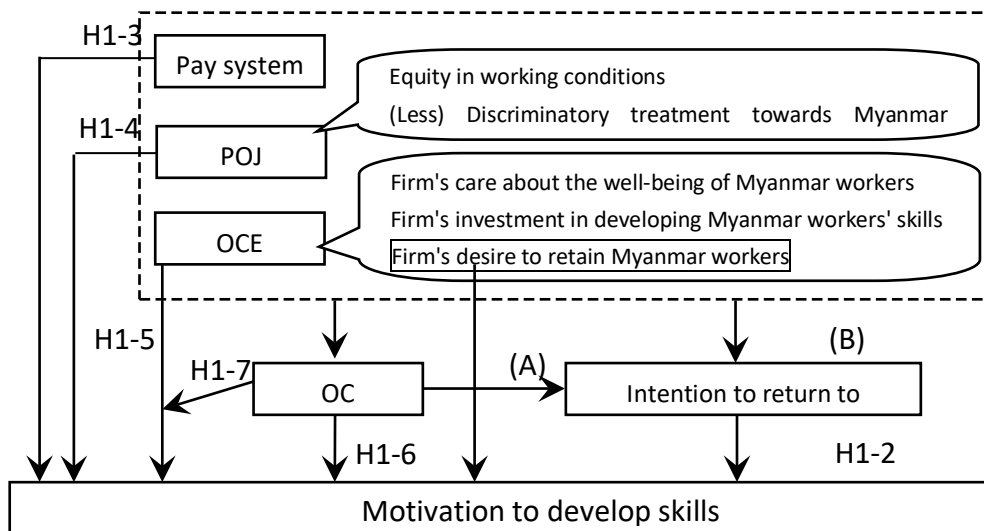 H1-3
Pay system
Equity in working conditions
(Less) Discriminatory treatment towards Myanmar
H1-4
POJ
Firm's care about the well-being of Myanmar workers
Firm's investment in developing Myanmar workers' skills
OCE
Firm's desire to retain Myanmar workers
H1-5
(B)
H1-7
(A)
OC
Intention to return to
H1-6
H1-2
Motivation to develop skills